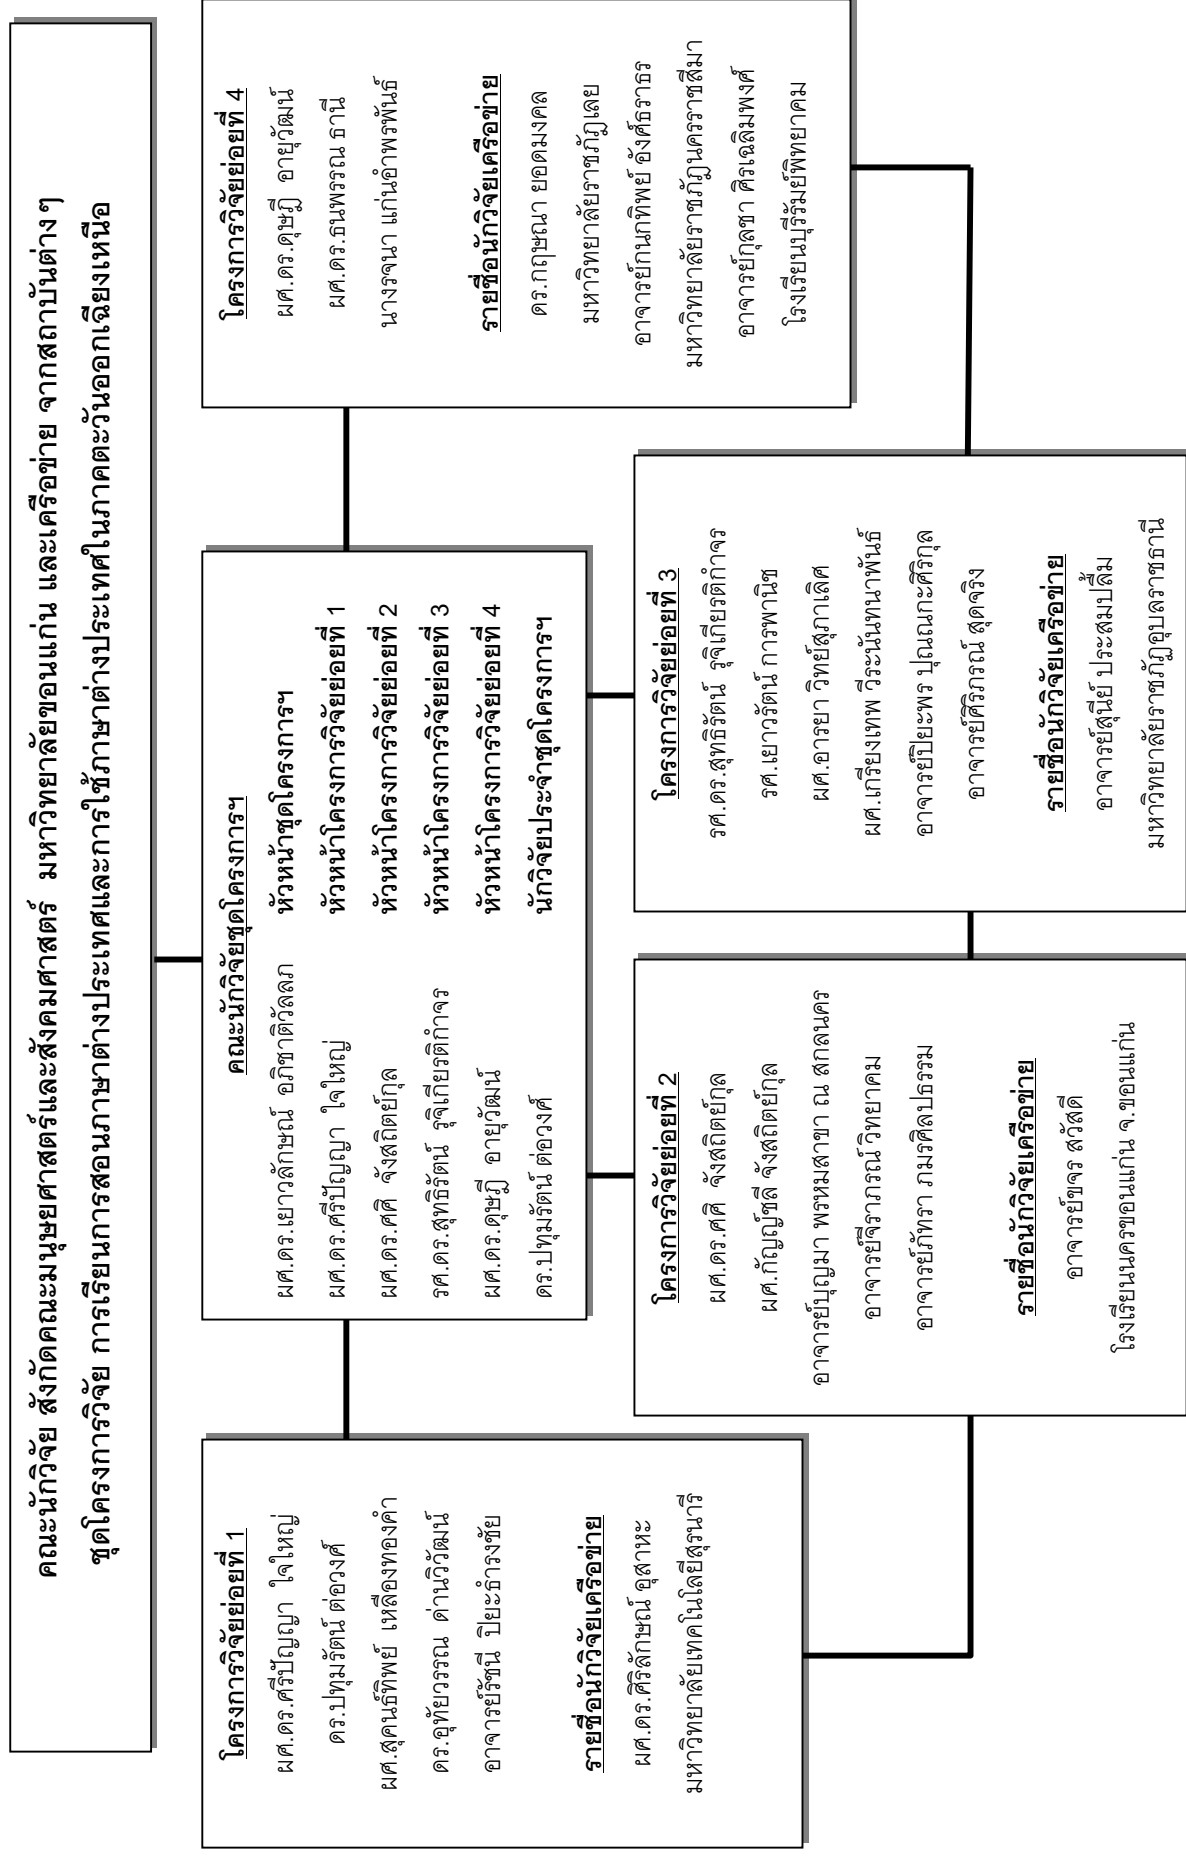 คณะนักวิจัย สังกัดคณะมนุษยศาสตร์และสังคมศาสตร์ มหาวิทยาลัยขอนแก่น และเครือข่าย จากสถาบันต่างๆ
ชุดโครงการวิจัย การเรียนการสอนภาษาต่างประเทศและการใช้ภาษาต่างประเทศในภาคตะวันออกเฉียงเหนือ
คณะนักวิจัยชุดโครงการฯ
ผศ.ดร.เยาวลักษณ์ อภิชาติวัลลภ หัวหน้าชุดโครงการฯ
ผศ.ดร.ศรีปัญญา ใจใหญ่ หัวหน้าโครงการวิจัยย่อยที่ 1
ผศ.ดร.ศศิ จังสถิตย์กุล หัวหน้าโครงการวิจัยย่อยที่ 2
รศ.ดร.สุทธิรัตน์ รุจิเกียรติกำจร หัวหน้าโครงการวิจัยย่อยที่ 3
ผศ.ดร.ดุษฎี อายุวัฒน์ หัวหน้าโครงการวิจัยย่อยที่ 4
ดร.ปทุมรัตน์ ต่อวงศ์ นักวิจัยประจำชุดโครงการฯ
โครงการวิจัยย่อยที่ 1
ผศ.ดร.ศรีปัญญา ใจใหญ่
ดร.ปทุมรัตน์ ต่อวงศ์
ผศ.สุคนธ์ทิพย์ เหลืองทองคำ
ดร.อุทัยวรรณ ด่านวิวัฒน์
อาจารย์รัชนี ปิยะธำรงชัย
รายชื่อนักวิจัยเครือข่าย
ผศ.ดร.ศิริลักษณ์ อุสาหะ
มหาวิทยาลัยเทคโนโลยีสุรนารี
โครงการวิจัยย่อยที่ 2
ผศ.ดร.ศศิ จังสถิตย์กุล
ผศ.กัญญ์ชลี จังสถิตย์กุล
อาจารย์บุญมา พรหมสาขา ณ สกลนคร
อาจารย์จิราภรณ์ วิทยาคม
อาจารย์ภัทรา ภมรศิลปธรรม
รายชื่อนักวิจัยเครือข่าย
อาจารย์ขจร สวัสดี
โรงเรียนนครขอนแก่น จ.ขอนแก่น
โครงการวิจัยย่อยที่ 3
รศ.ดร.สุทธิรัตน์ รุจิเกียรติกำจร
รศ.เยาวรัตน์ การพานิช
ผศ.อารยา วิทย์สุภาเลิศ
ผศ.เกรียงเทพ วีระนันทนาพันธ์
อาจารย์ปิยะพร ปุณณกะศิริกุล
อาจารย์ศิริภรณ์ สุดจริง
รายชื่อนักวิจัยเครือข่าย
อาจารย์สุนีย์ ประสมปลื้ม
มหาวิทยาลัยราชภัฏอุบลราชธานี
โครงการวิจัยย่อยที่ 4
ผศ.ดร.ดุษฎี อายุวัฒน์
ผศ.ดร.ธนพรรณ ธานี
นางรจนา แก่นอำพรพันธ์
รายชื่อนักวิจัยเครือข่าย
ดร.กฤษณา ยอดมงคล
มหาวิทยาลัยราชภัฏเลย
อาจารย์กนกทิพย์ อังศ์ธราธร
มหาวิทยาลัยราชภัฏนครราชสีมา
อาจารย์กุลชา ศิรเฉลิมพงศ์
โรงเรียนบุรีรัมย์พิทยาคม